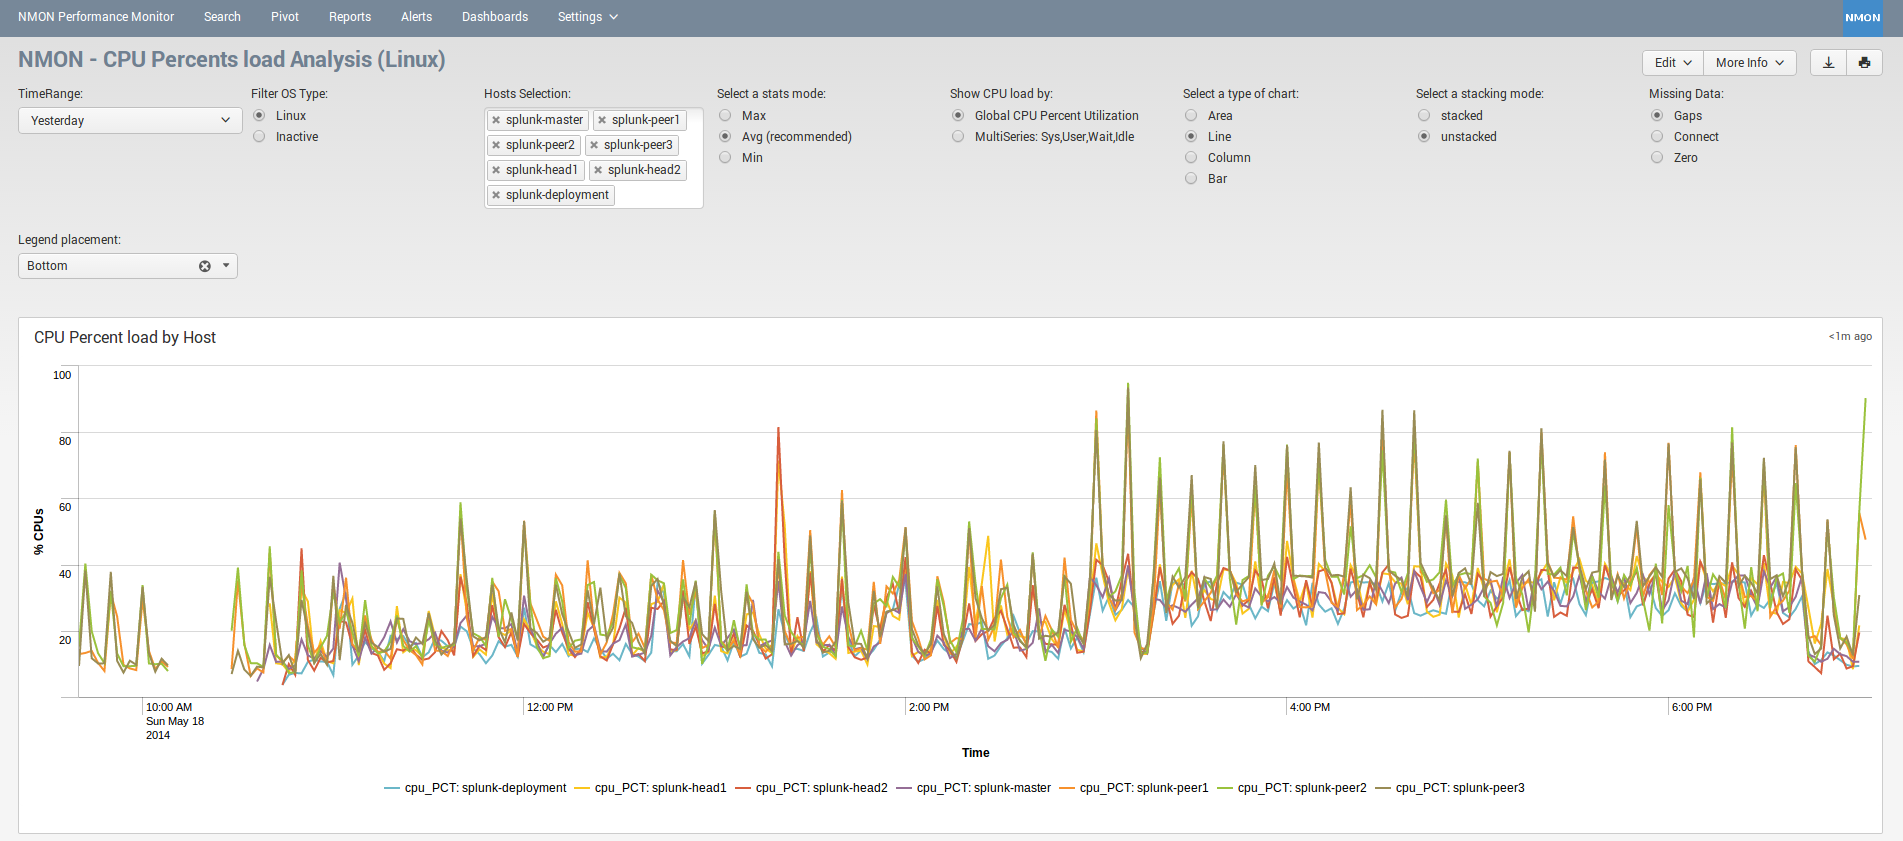 NMON Performance Monitor Search Pivot Reports Alerts Dashboards Settings NMON
NMON - CPU Percents load Analysis (Linux)
Edit More Info
TimeRange:
Yesterday
Filter OS Type:
Linux
Inactive
Hosts Selection:
splunk-master splunk-peer1
splunk-peer2 splunk-peer3
splunk-head1 splunk-head2
splunk-deployment
Select a stats mode:
Max
Avg (recommended)
Min
Show CPU load by:
Global CPU Percent Utilization
MultiSeries: Sys,User,Wait,Idle
Select a type of chart:
Area
Line
Column
Bar
Select a stacking mode:
stacked
unstacked
Missing Data:
Gaps
Connect
Zero
Legend placement:
Bottom
CPU Percent load by Host
<1m ago
100
80
60
40
20
% CPUs
10:00 AM
Sun May 18
2014
12:00 PM
2:00 PM
4:00 PM
6:00 PM
Time
cpu_PCT: splunk-deployment cpu_PCT: splunk-head1 cpu_PCT: splunk-head2 cpu_PCT: splunk-master cpu_PCT: splunk-peer1 cpu_PCT: splunk-peer2 cpu_PCT: splunk-peer3